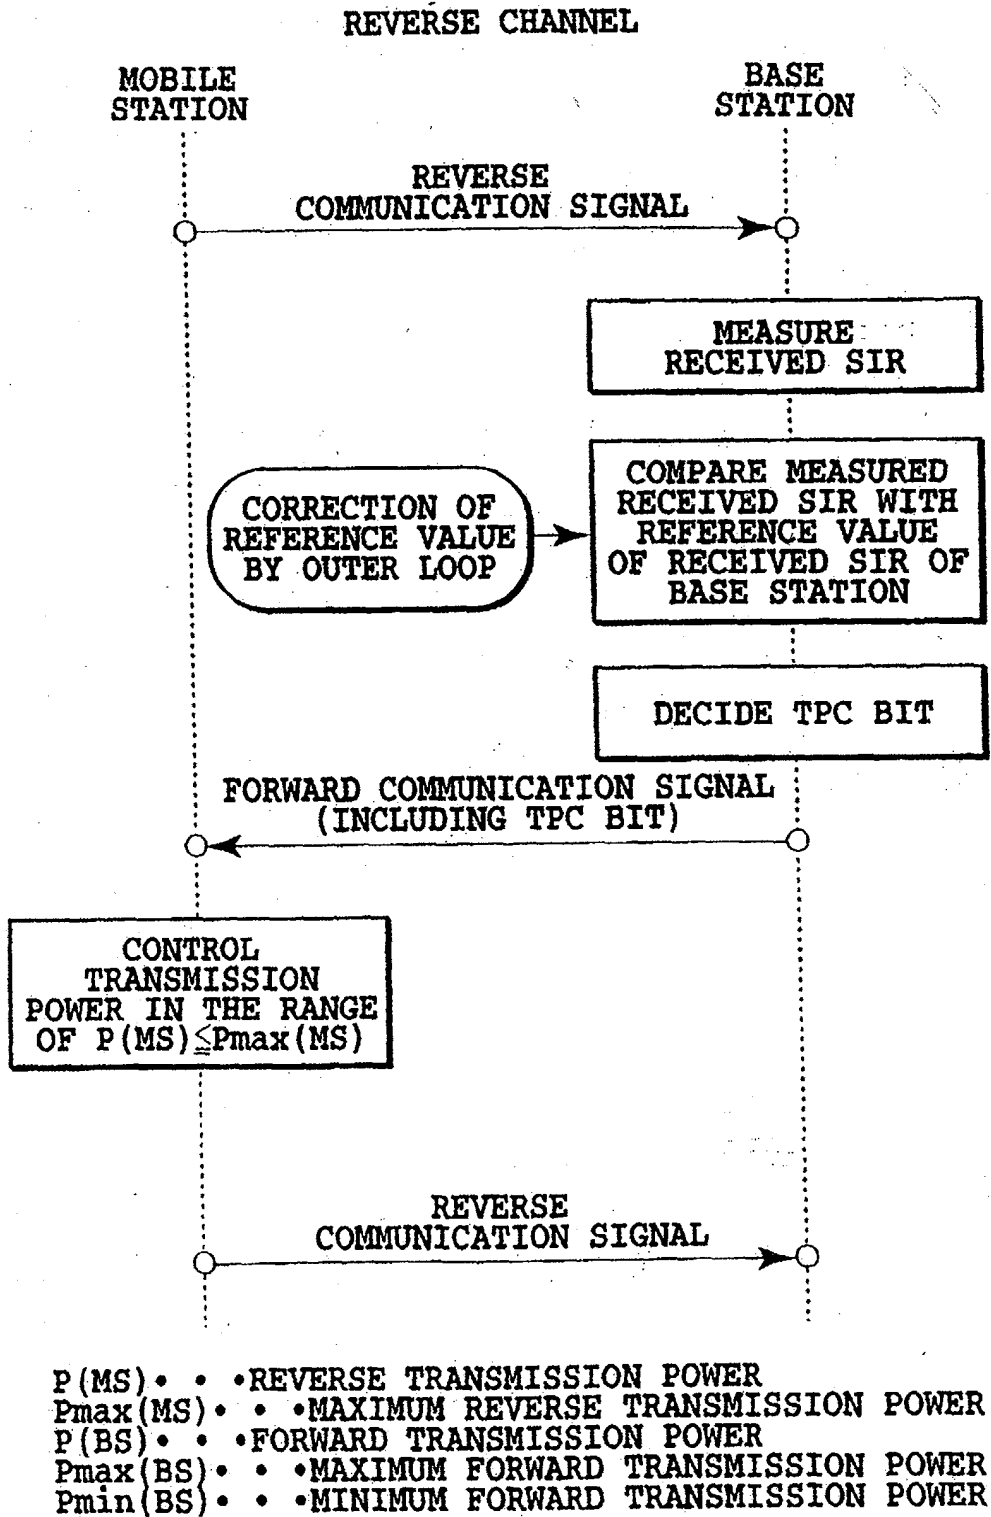 REVERSE CHANNEL
MOBILE
STATION
BASE
STATION
REVERSE
COMMUNICATION SIGNAL
MEASURE
RECEIVED SIR
COMPARE MEASURED
RECEIVED SIR WITH
REFERENCE VALUE
OF RECEIVED SIR OF
BASE STATION
CORRECTION OF
REFERENCE VALUE
BY OUTER LOOP
DECIDE TPC BIT
FORWARD COMMUNICATION SIGNAL
(INCLUDING TPC BIT)
CONTROL
TRANSMISSION
POWER IN THE RANGE
OF P(MS)≦Pmax(MS)
REVERSE
COMMUNICATION SIGNAL
P(MS)• • •REVERSE TRANSMISSION POWER
Pmax(MS)• • •MAXIMUM REVERSE TRANSMISSION POWER
P(BS)• • •FORWARD TRANSMISSION POWER
Pmax(BS)• • •MAXIMUM FORWARD TRANSMISSION POWER
Pmin(BS)• • •MINIMUM FORWARD TRANSMISSION POWER